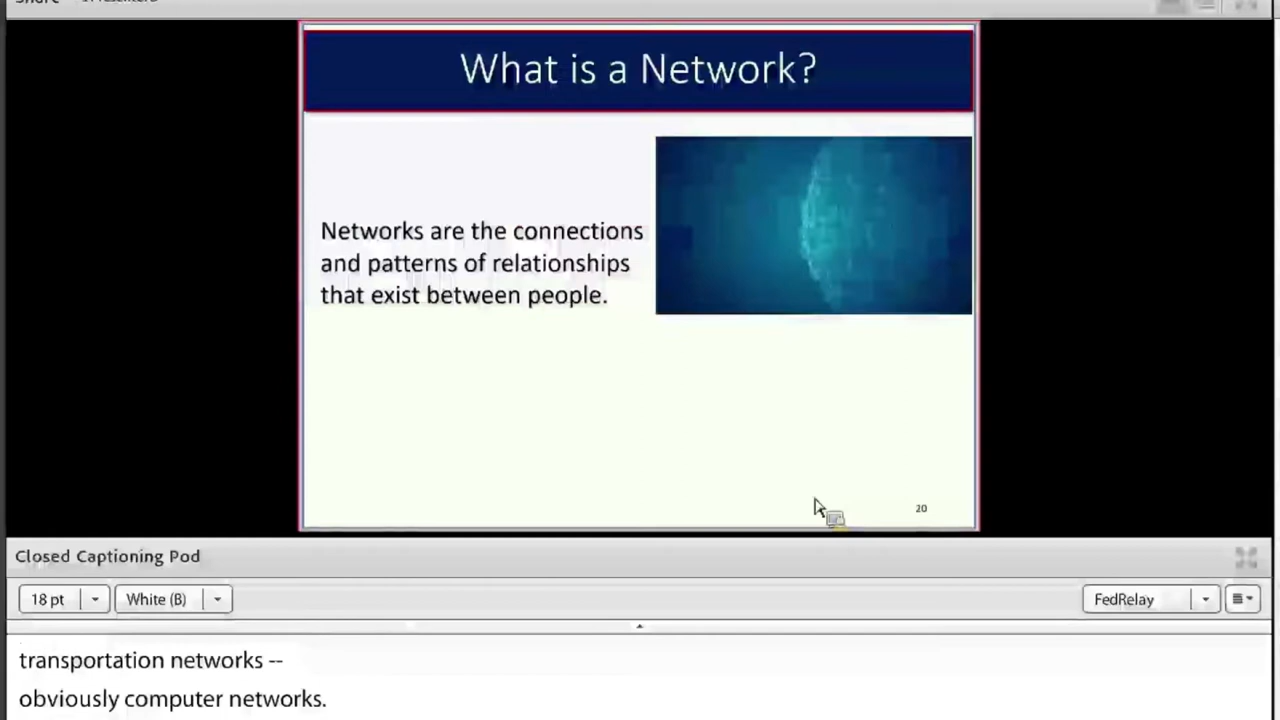 What is a Network?
Networks are the connections
and patterns of relationships
that exist between people.
20
Closed Captioning Pod
18 pt
White (B)
FedRelay
transportation networks --
obviously computer networks.